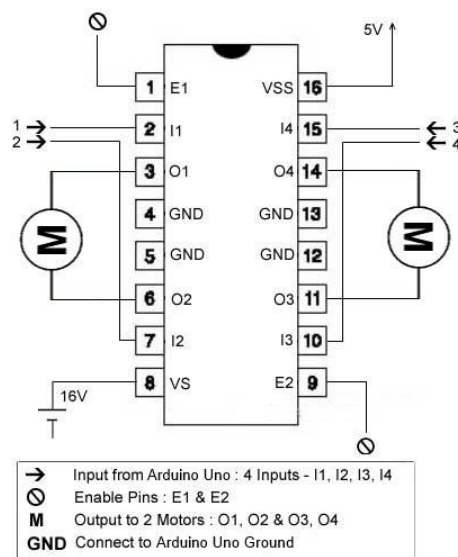 5V
1 E1 VSS 16
1 2 I1 I4 15 3
2 4
3 O1 O4 14
4 GND GND 13
M M
5 GND GND 12
6 O2 O3 11
7 I2 I3 10
16V 8 VS E2 9
Input from Arduino Uno : 4 Inputs - I1, I2, I3, I4
Enable Pins : E1 & E2
M Output to 2 Motors : O1, O2 & O3, O4
GND Connect to Arduino Uno Ground